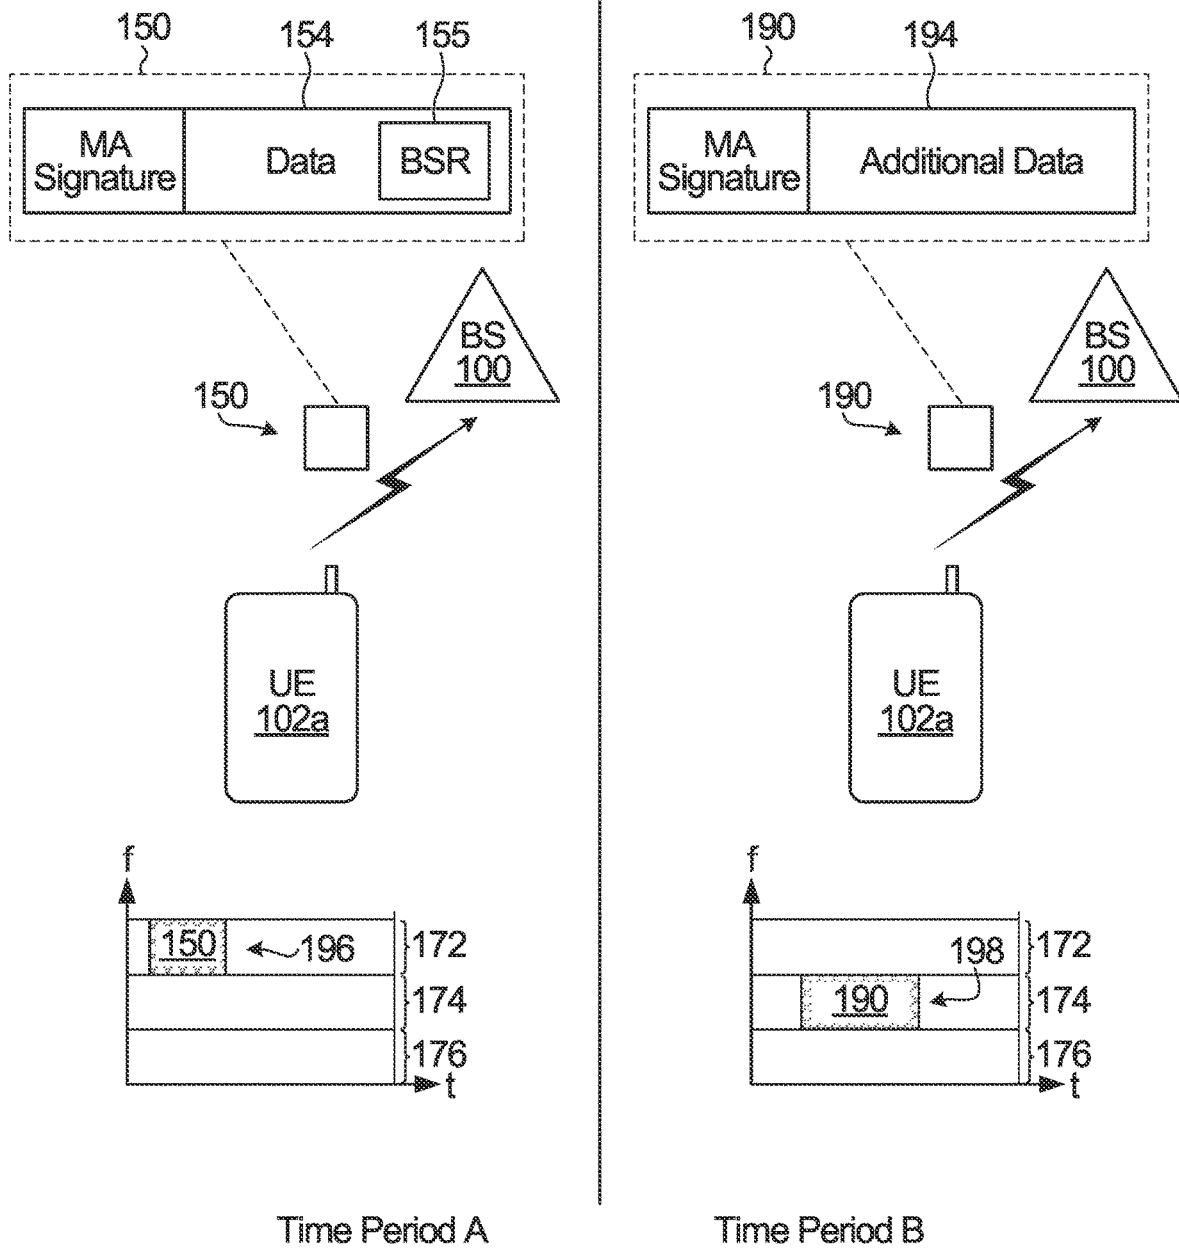 150 154 155
MA Signature Data BSR
BS
100
150
UE
102a
f
150 196 172
174
176
t
Time Period A
190 194
MA Signature Additional Data
BS
100
190
UE
102a
f
172
198
190 174
176
t
Time Period B